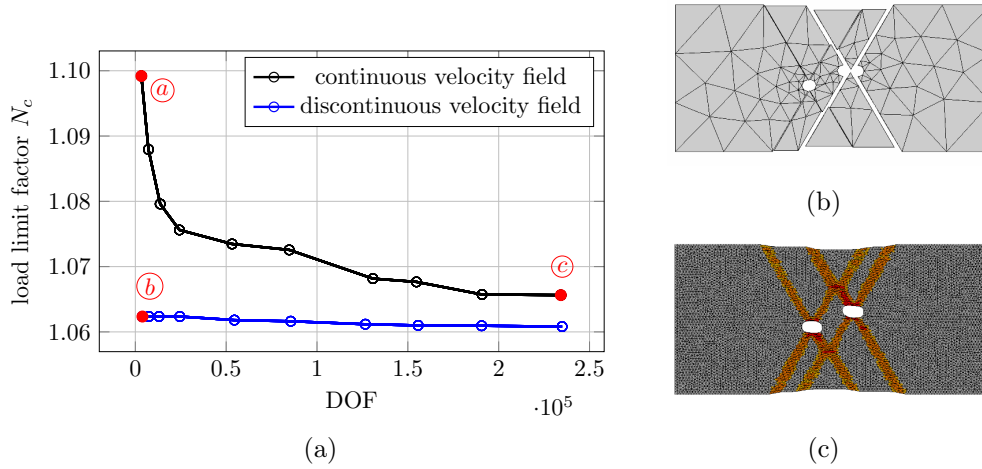 1.10
1.09
1.08
1.07
1.06
load limit factor N_c
continuous velocity field
discontinuous velocity field
a
b
c
0
0.5
1
1.5
2
2.5
DOF
·10^5
(a)
(b)
(c)